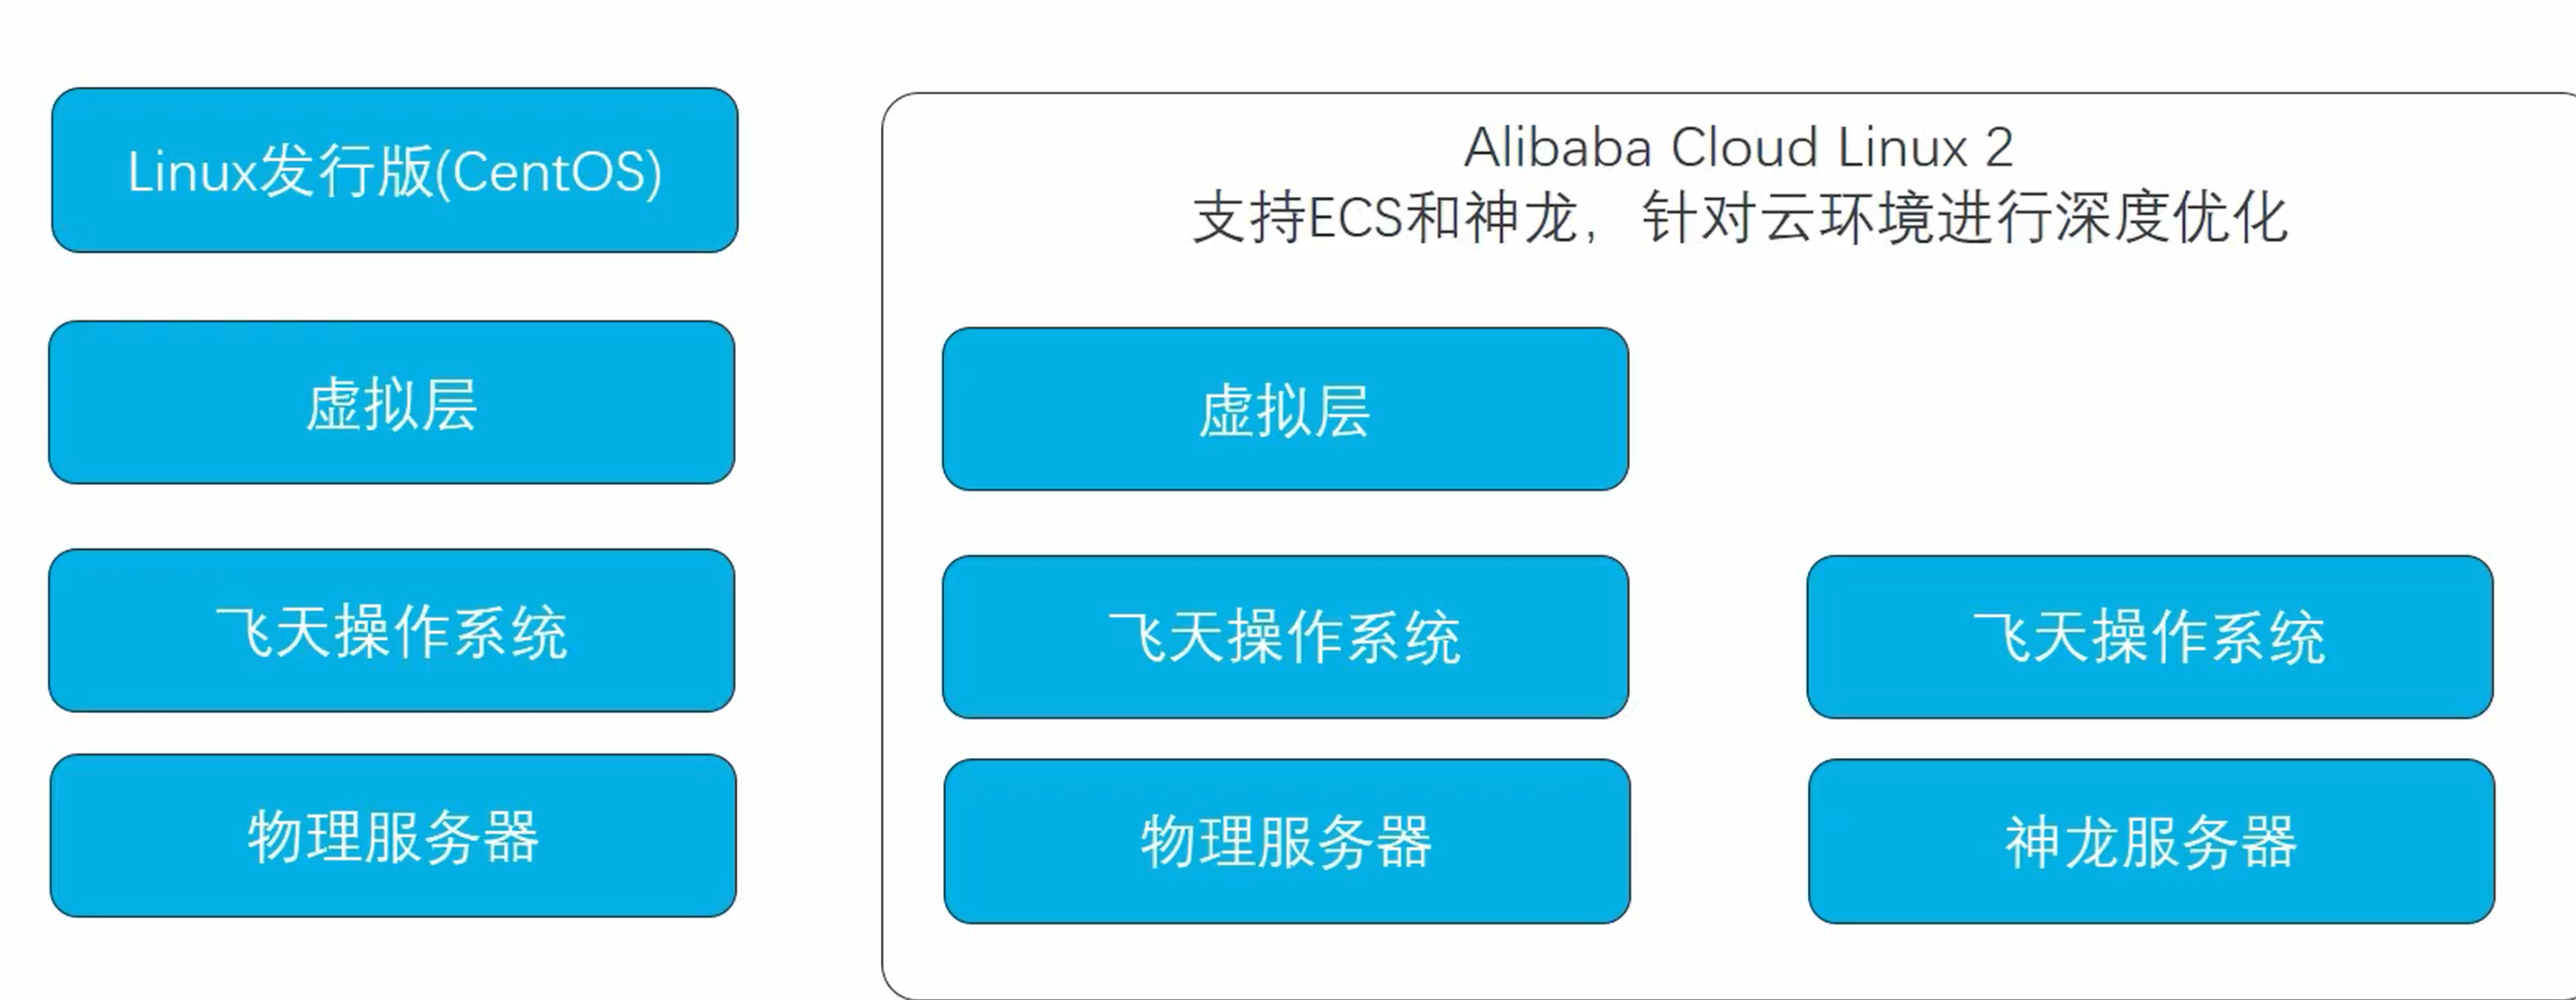 Linux发行版(CentOS)
虚拟层
飞天操作系统
物理服务器
Alibaba Cloud Linux 2
支持ECS和神龙，针对云环境进行深度优化
虚拟层
飞天操作系统
物理服务器
飞天操作系统
神龙服务器